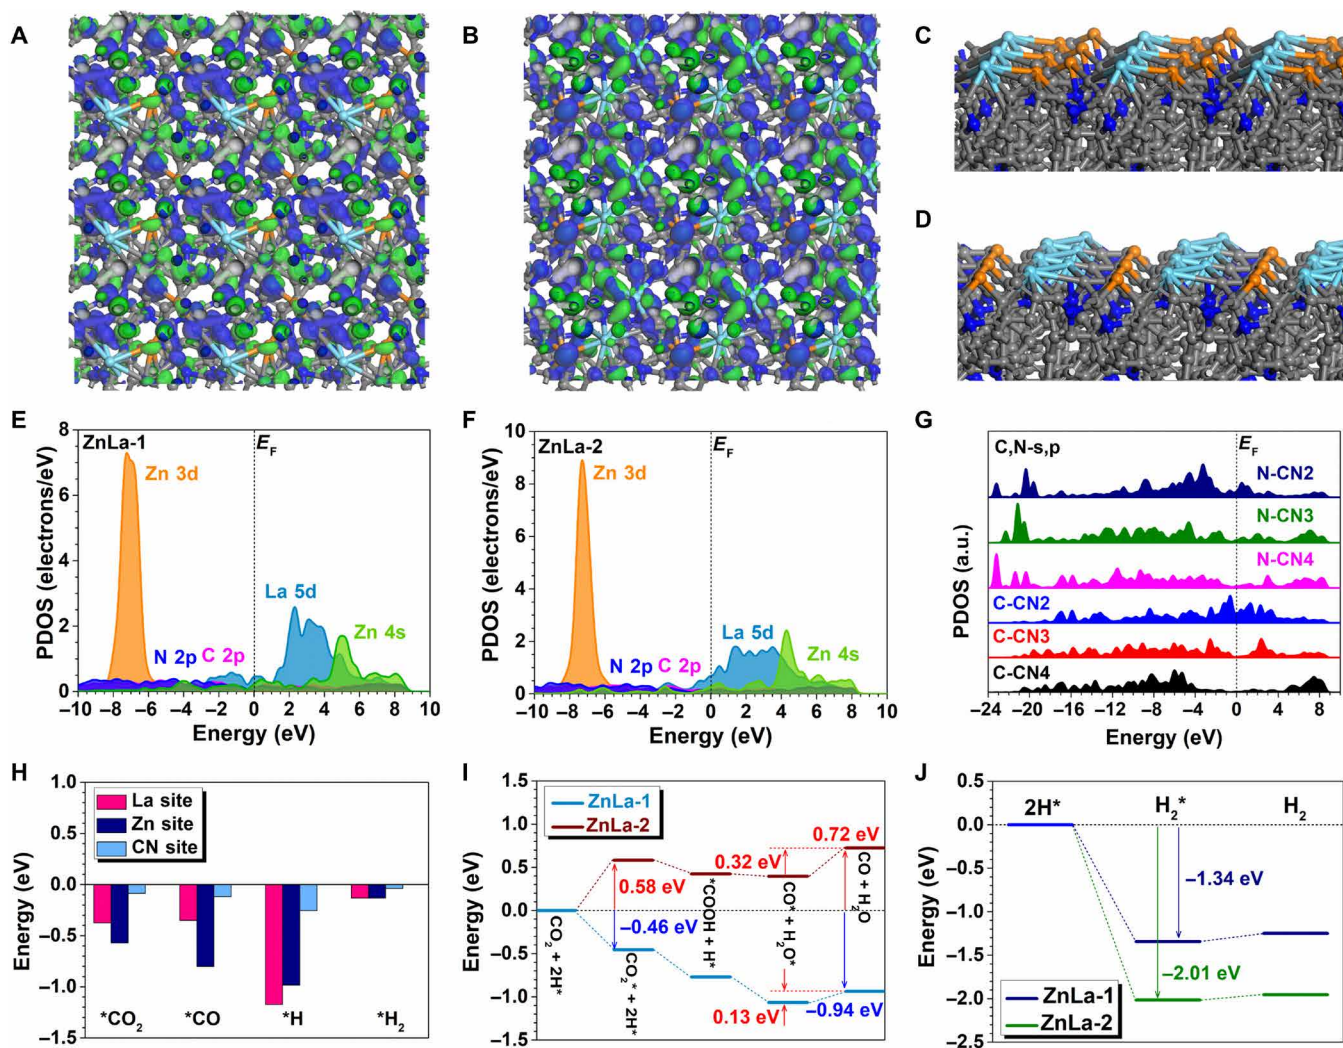 A
B
C
D
E
ZnLa-1
E_F
Zn 3d
La 5d
Zn 4s
N 2p
C 2p
PDOS (electrons/eV)
8
6
4
2
0
–10 –8 –6 –4 –2 0 2 4 6 8 10
Energy (eV)
F
ZnLa-2
E_F
Zn 3d
La 5d
Zn 4s
N 2p
C 2p
PDOS (electrons/eV)
10
8
6
4
2
0
–10 –8 –6 –4 –2 0 2 4 6 8 10
Energy (eV)
G
C,N-s,p
E_F
N-CN2
N-CN3
N-CN4
C-CN2
C-CN3
C-CN4
PDOS (a.u.)
–24 –20 –16 –12 –8 –4 0 4 8
Energy (eV)
H
La site
Zn site
CN site
Energy (eV)
1.0
0.5
0.0
–0.5
–1.0
–1.5
*CO₂ *CO *H *H₂
I
ZnLa-1
ZnLa-2
Energy (eV)
1.5
1.0
0.5
0.0
–0.5
–1.0
–1.5
0.58 eV
0.32 eV
0.72 eV
–0.46 eV
0.13 eV
–0.94 eV
CO₂ + 2H*
CO₂* + 2H*
*COOH + H*
CO* + H₂O*
CO + H₂O
J
2H* H₂* H₂
–1.34 eV
–2.01 eV
ZnLa-1
ZnLa-2
Energy (eV)
0.5
0.0
–0.5
–1.0
–1.5
–2.0
–2.5